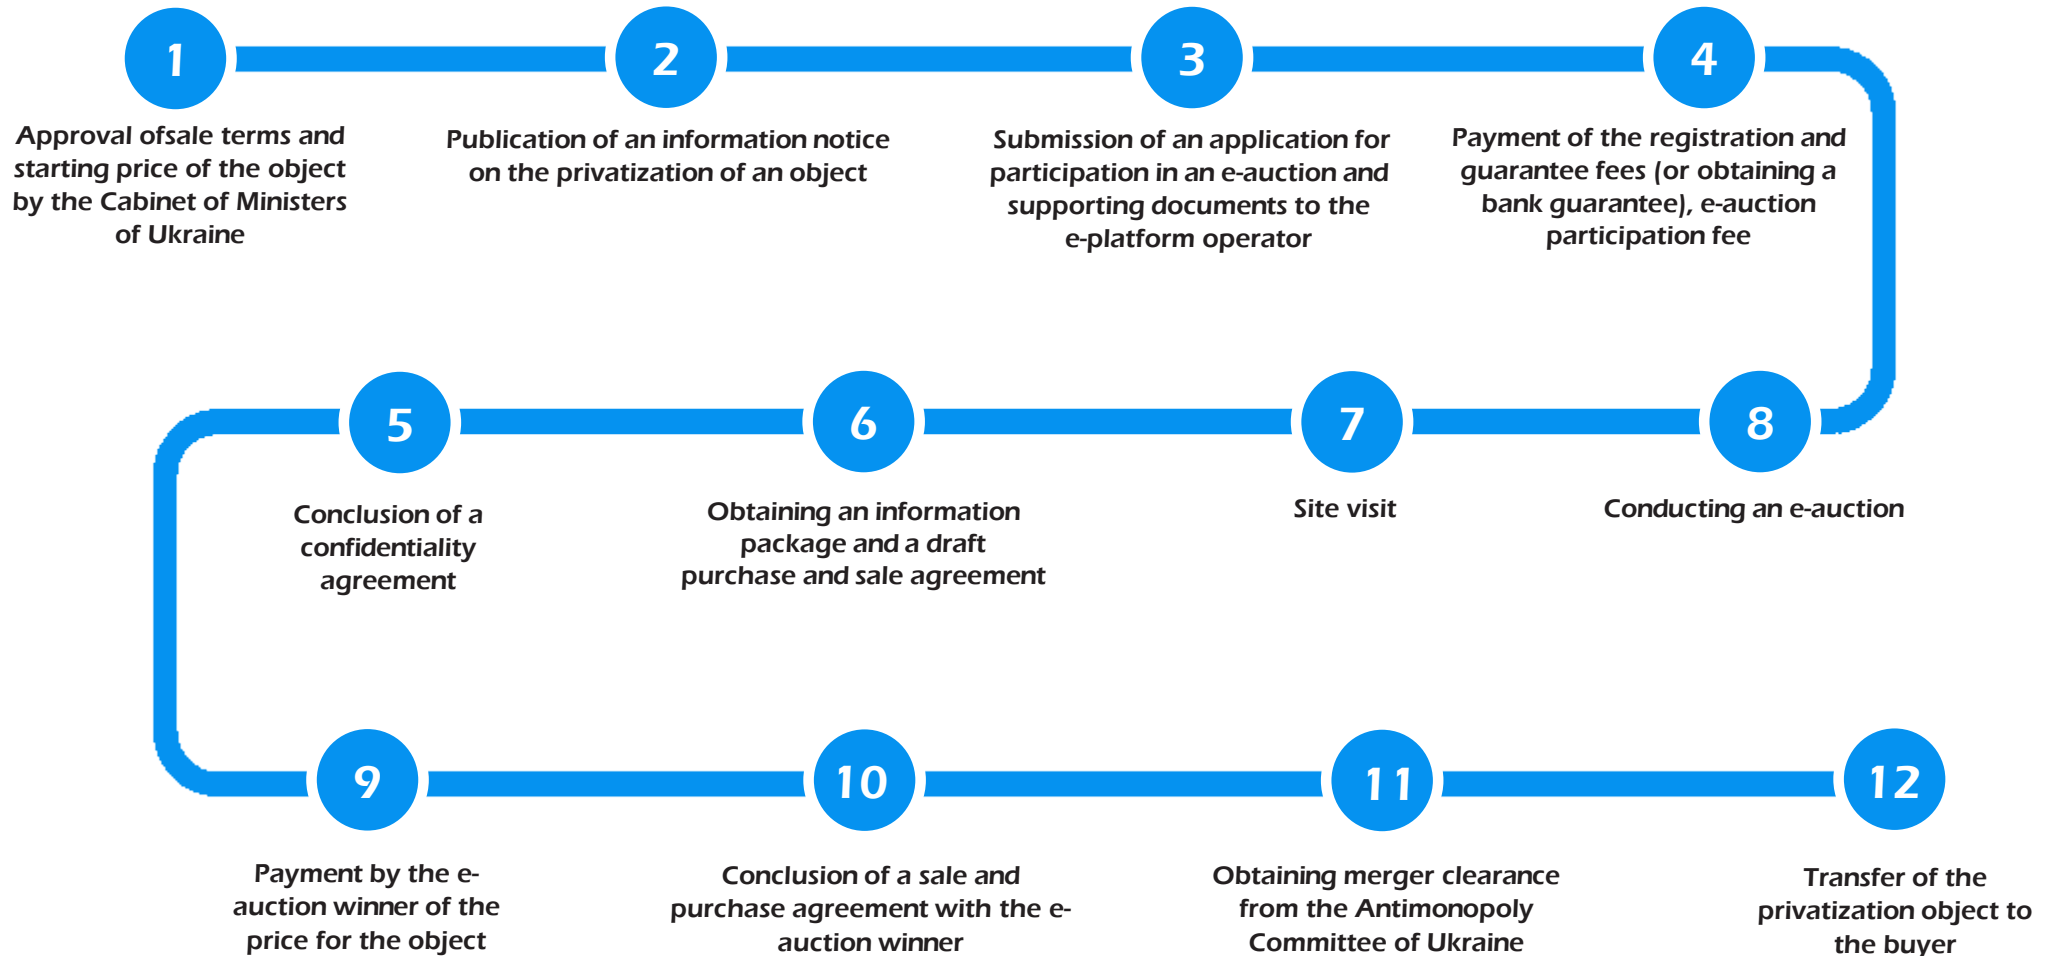 1
Approval ofsale terms and
starting price of the object
by the Cabinet of Ministers
of Ukraine
2
Publication of an information notice
on the privatization of an object
3
Submission of an application for
participation in an e-auction and
supporting documents to the
e-platform operator
4
Payment of the registration and
guarantee fees (or obtaining a
bank guarantee), e-auction
participation fee
5
Conclusion of a
confidentiality
agreement
6
Obtaining an information
package and a draft
purchase and sale agreement
7
Site visit
8
Conducting an e-auction
9
Payment by the e-
auction winner of the
price for the object
10
Conclusion of a sale and
purchase agreement with the e-
auction winner
11
Obtaining merger clearance
from the Antimonopoly
Committee of Ukraine
12
Transfer of the
privatization object to
the buyer